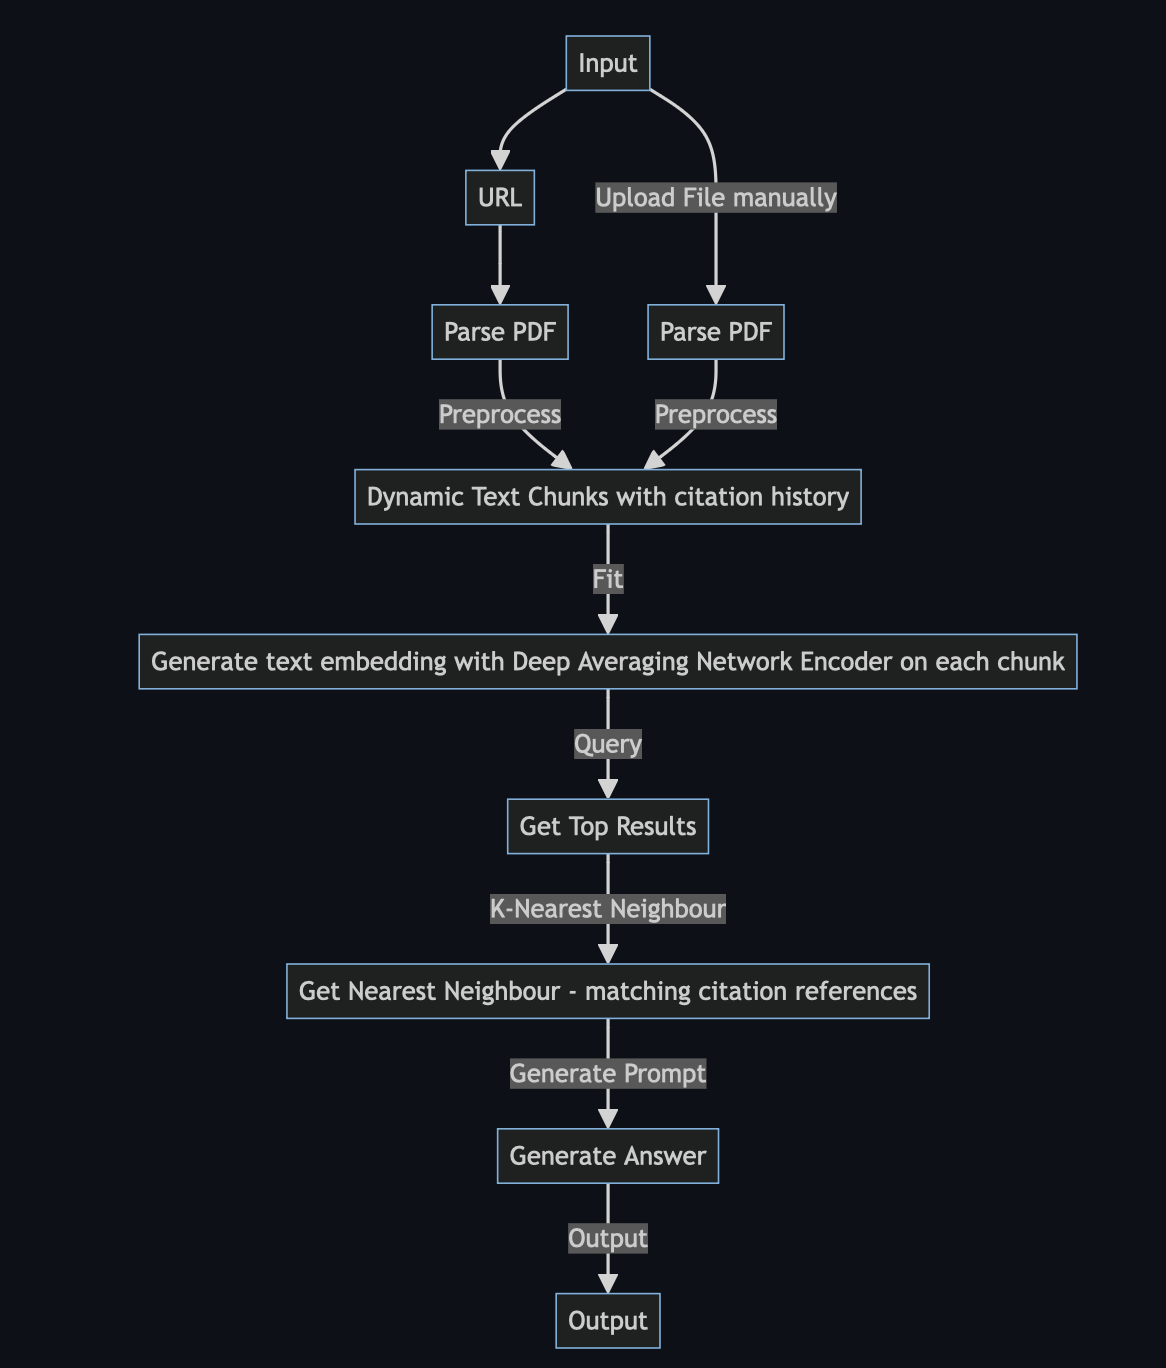 Input
URL
Upload File manually
Parse PDF
Parse PDF
Preprocess
Preprocess
Dynamic Text Chunks with citation history
Fit
Generate text embedding with Deep Averaging Network Encoder on each chunk
Query
Get Top Results
K-Nearest Neighbour
Get Nearest Neighbour - matching citation references
Generate Prompt
Generate Answer
Output
Output